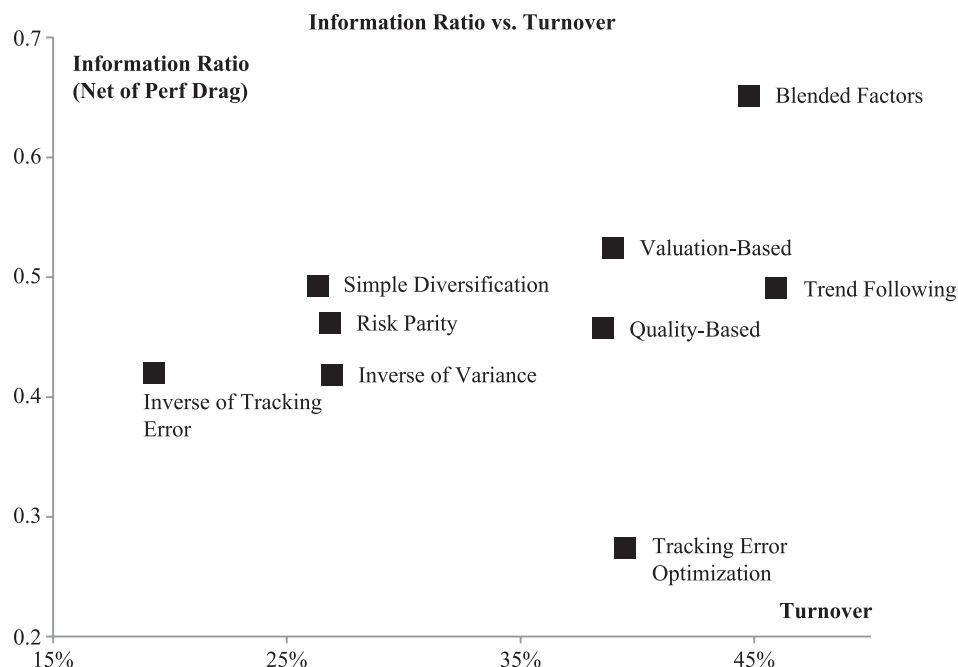 Information Ratio vs. Turnover
0.7
Information Ratio
(Net of Perf Drag)
Blended Factors
0.6
Valuation-Based
0.5
Simple Diversification
Trend Following
Risk Parity
Quality-Based
Inverse of Variance
0.4
Inverse of Tracking
Error
0.3
Tracking Error
Optimization
Turnover
0.2
15%
25%
35%
45%